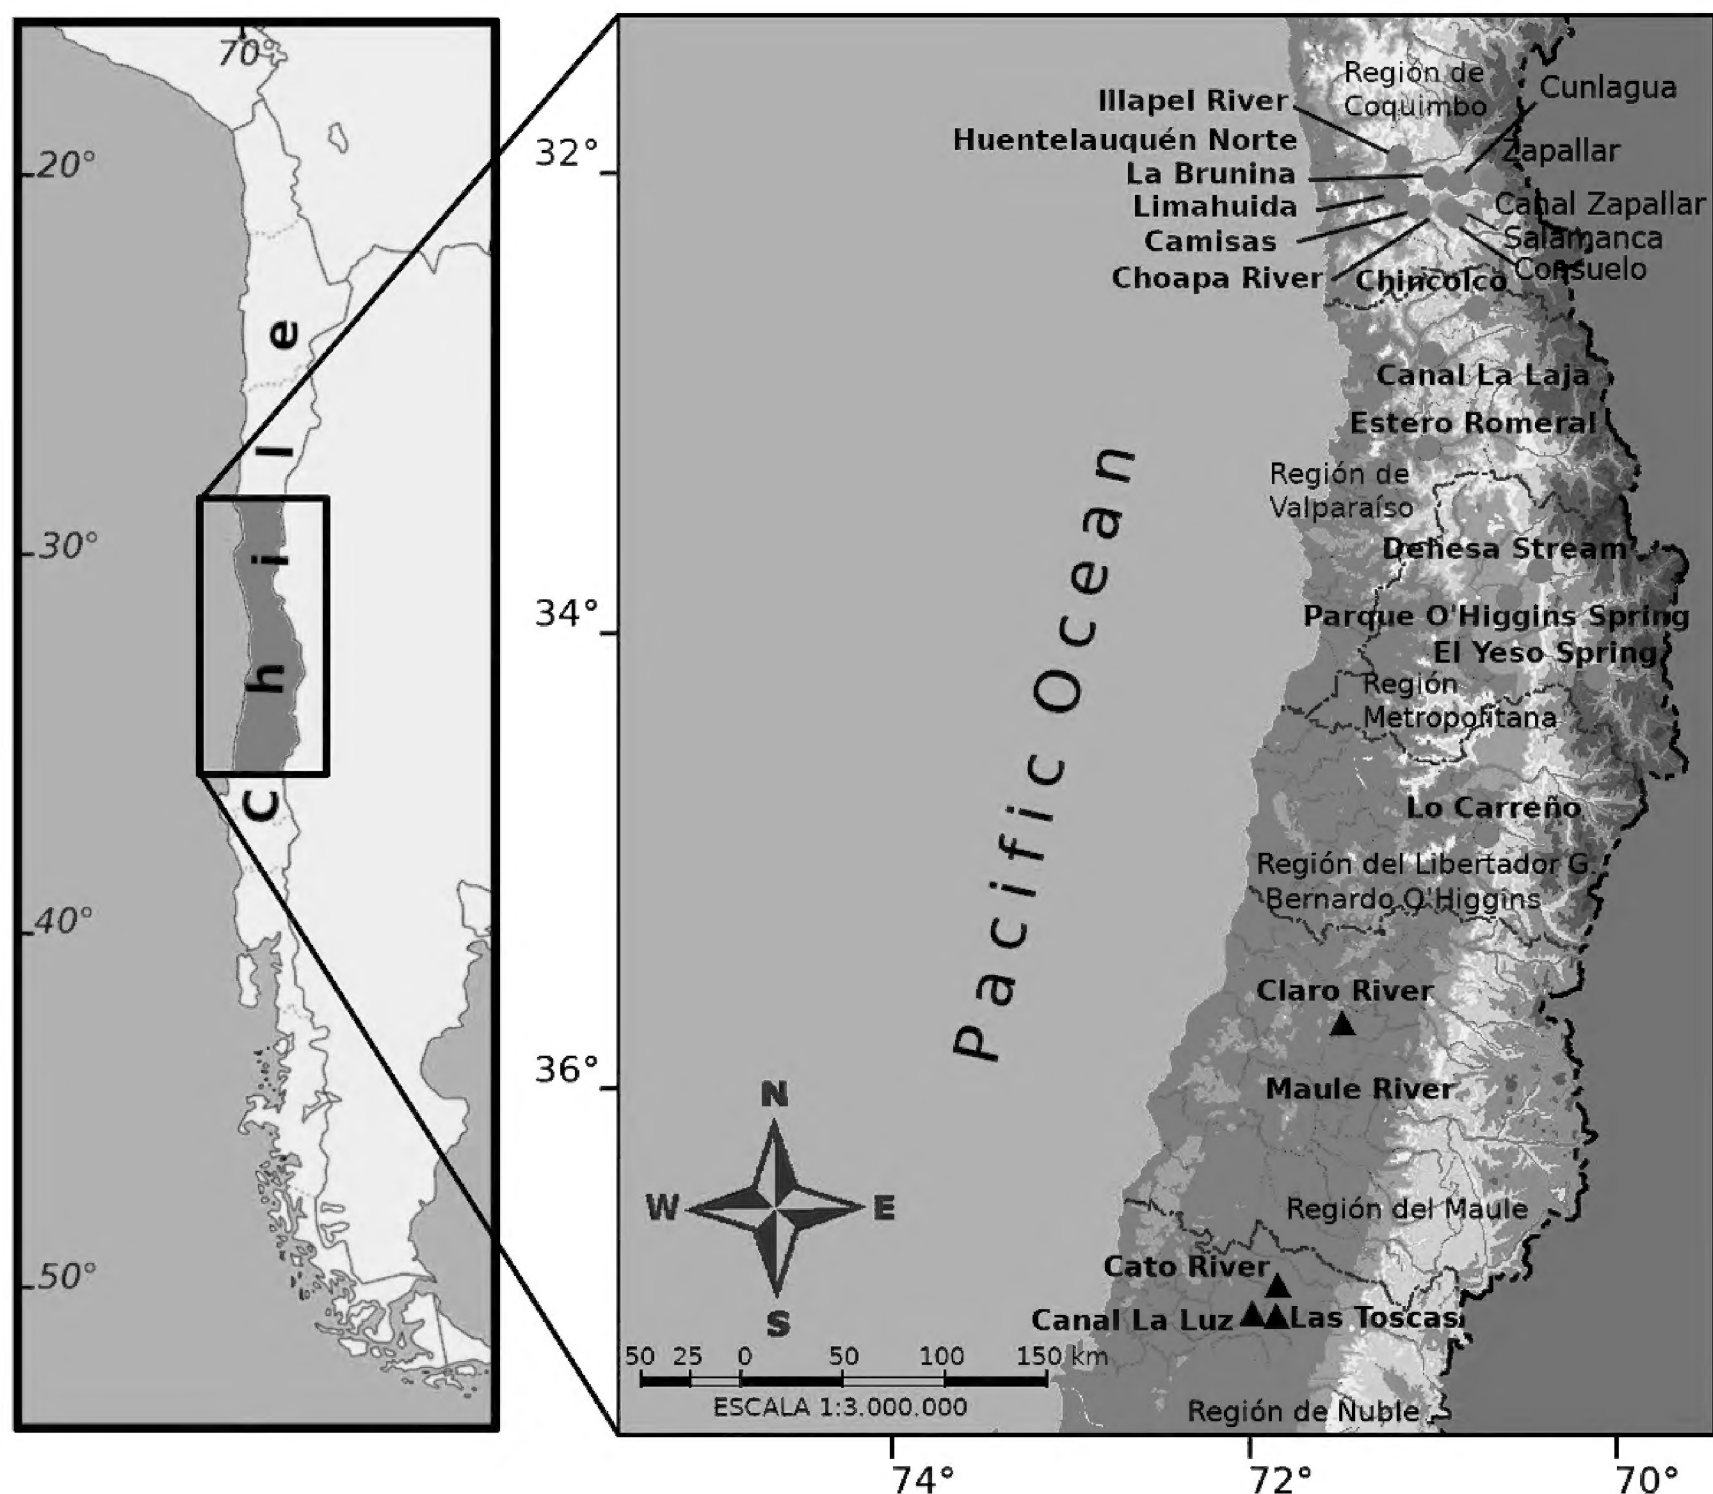 70°
20°
30°
40°
50°
Chile
32°
34°
36°
74°
72°
70°
Pacific Ocean
Región de
Coquimbo
Illapel River
Huentelauquén Norte
La Brunina
Limahuida
Camisas
Choapa River
Cunlagua
Zapallar
Canal Zapallar
Salamanca
Consuelo
Chincolco
Canal La Laja
Estero Romeral
Región de
Valparaíso
Dehesa Stream
Parque O'Higgins Spring
El Yeso Spring
Región
Metropolitana
Lo Carreño
Región del Libertador G.
Bernardo O'Higgins
Claro River
Maule River
Región del Maule
Cato River
Canal La Luz
Las Toscas
Región de Ñuble
N
W
E
S
50 25 0 50 100 150 km
ESCALA 1:3.000.000